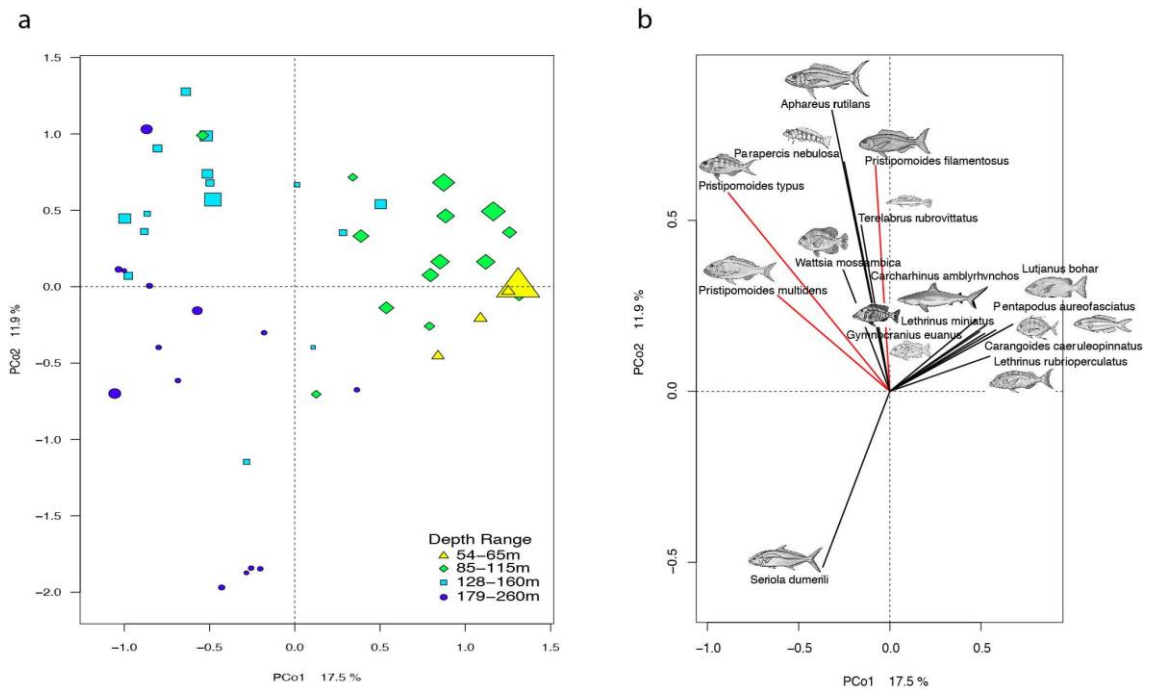 a
1.5
1.0
0.5
0.0
−0.5
−1.0
−1.5
−2.0
PCo2 11.9 %
−1.0
−0.5
0.0
0.5
1.0
1.5
PCo1 17.5 %
Depth Range
54−65m
85−115m
128−160m
179−260m
b
0.5
0.0
−0.5
PCo2 11.9 %
Aphareus rutilans
Parapercis nebulosa
Pristipomoides filamentosus
Pristipomoides typus
Terelabrus rubrovittatus
Wattsia mossambica
Carcharhinus amblyrhynchos
Lutjanus bohar
Pristipomoides multidens
Pentapodus aureofasciatus
Lethrinus miniatus
Gymnocranius euanus
Carangoides caeruleopinnatus
Lethrinus rubrioperculatus
Seriola dumerili
−1.0
−0.5
0.0
0.5
PCo1 17.5 %